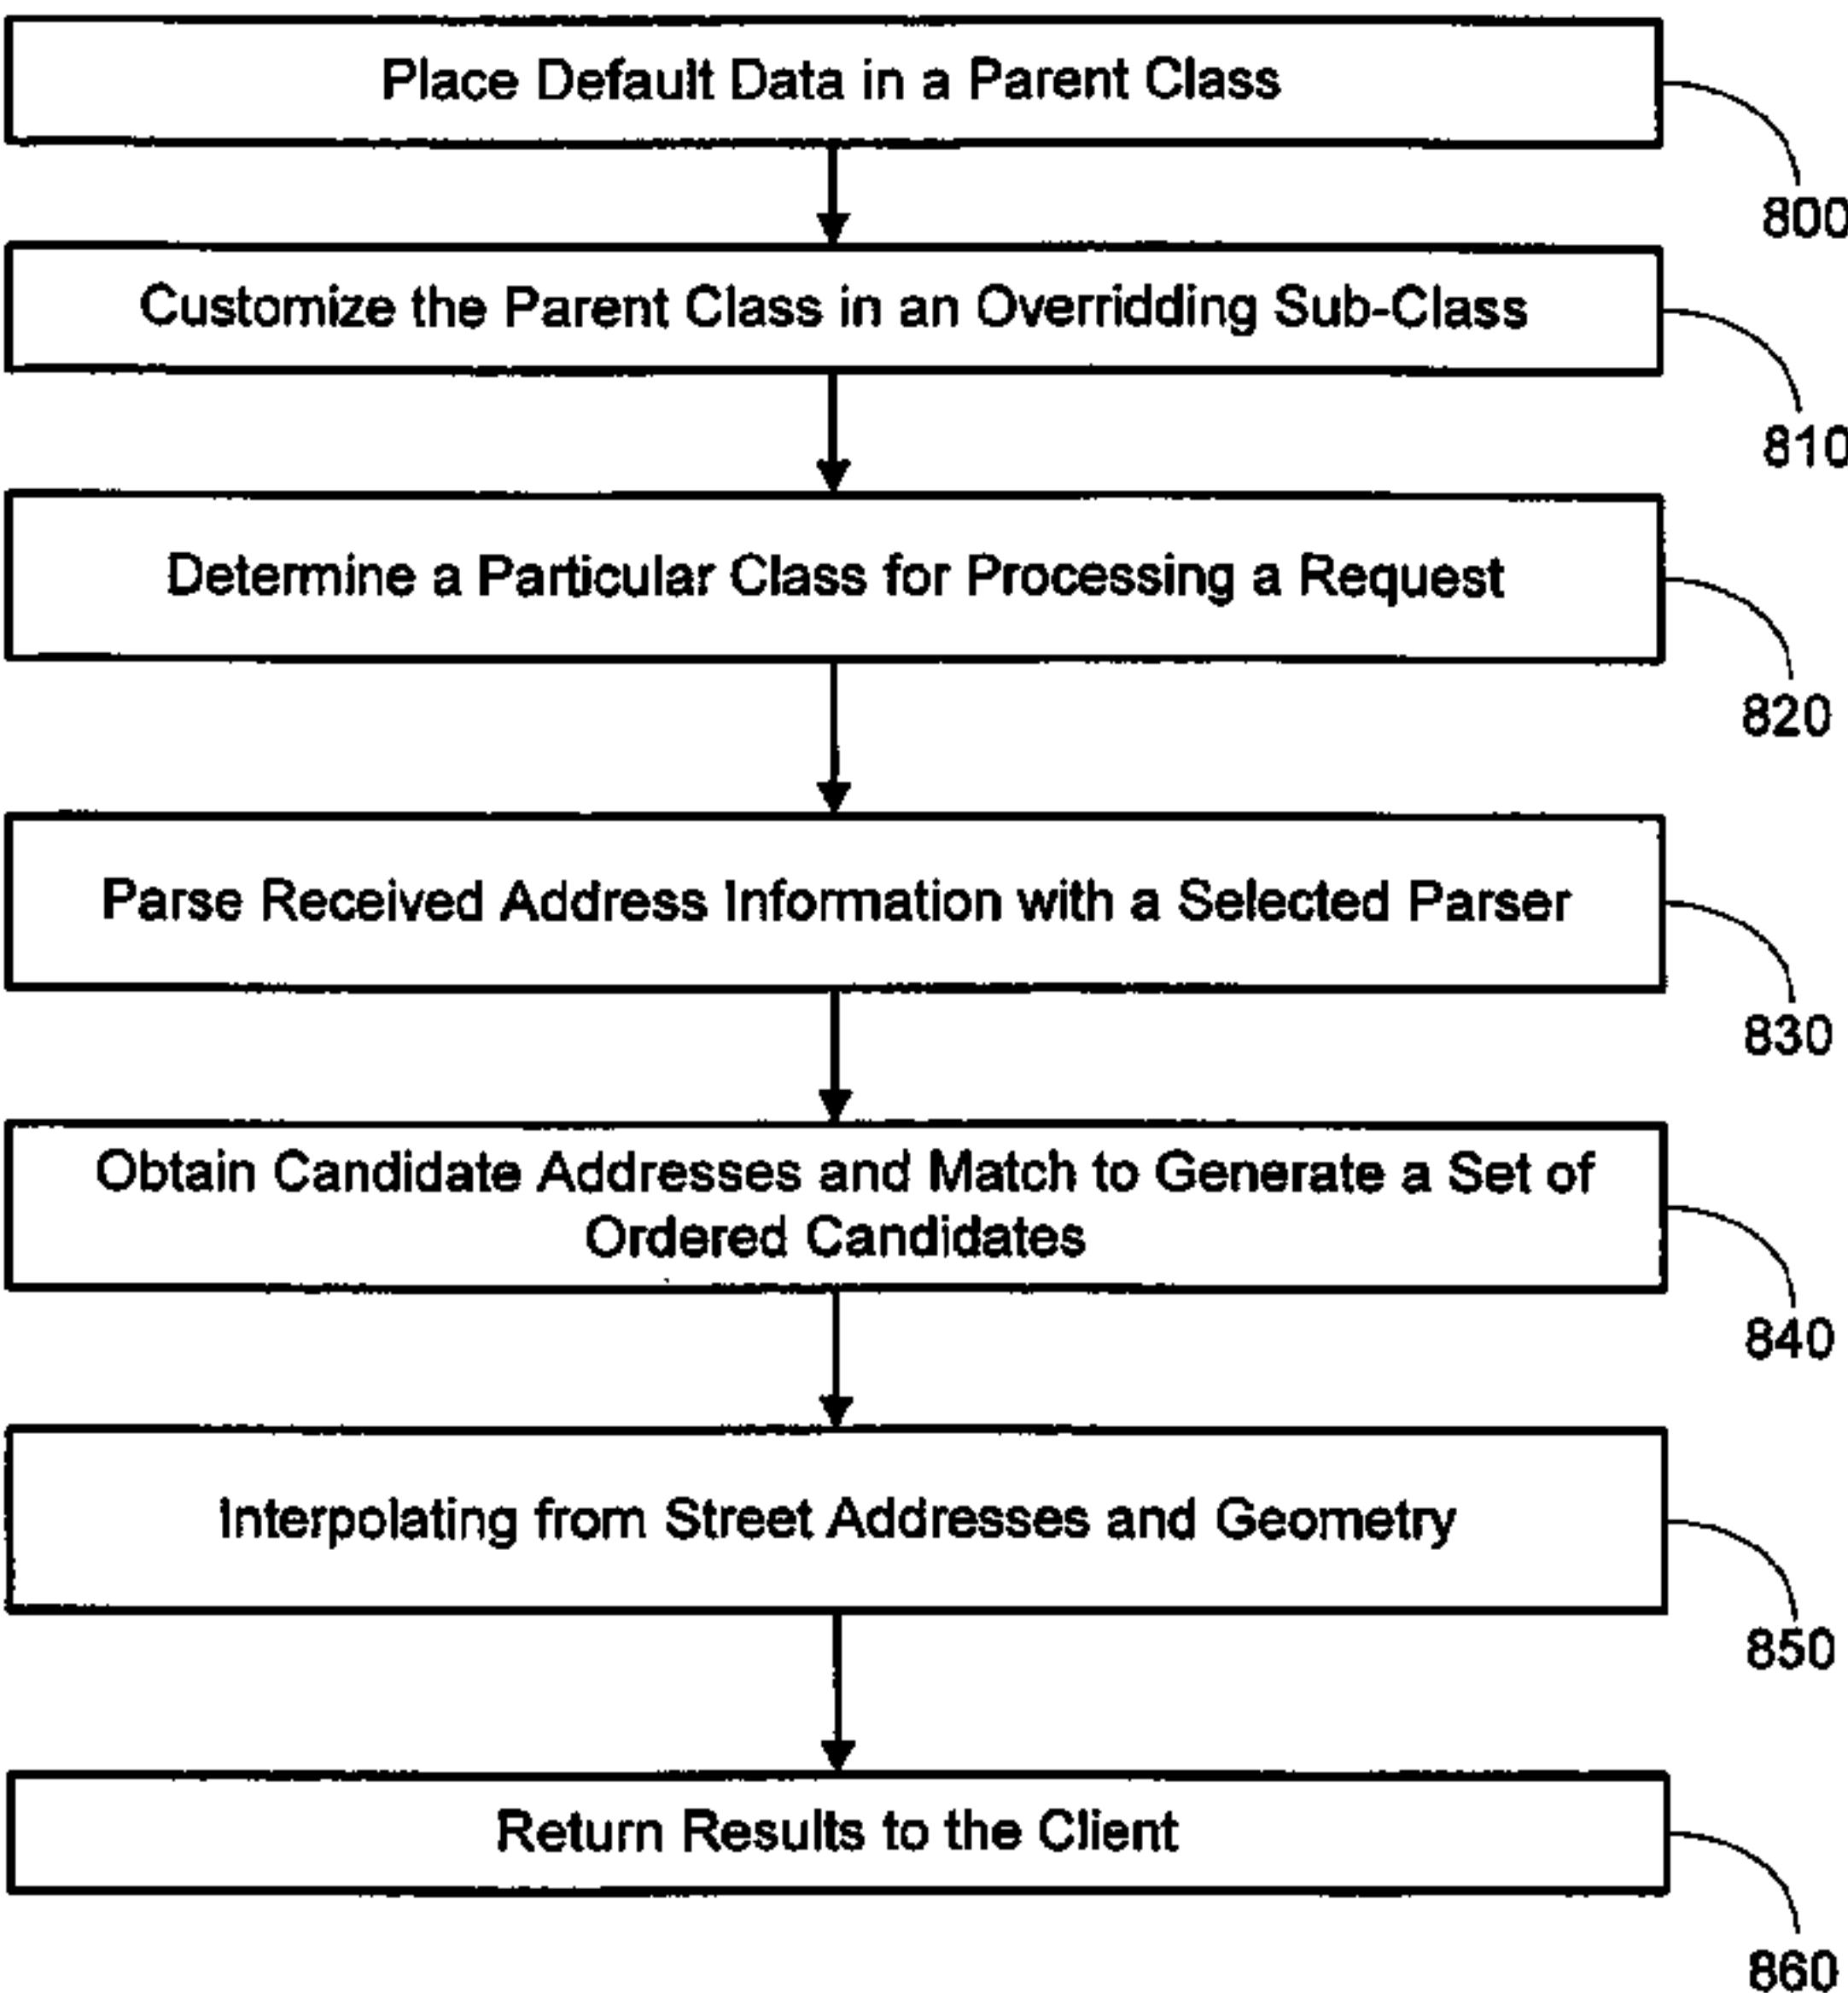 Place Default Data in a Parent Class
800
Customize the Parent Class in an Overridding Sub-Class
810
Determine a Particular Class for Processing a Request
820
Parse Received Address Information with a Selected Parser
830
Obtain Candidate Addresses and Match to Generate a Set of
Ordered Candidates
840
Interpolating from Street Addresses and Geometry
850
Return Results to the Client
860